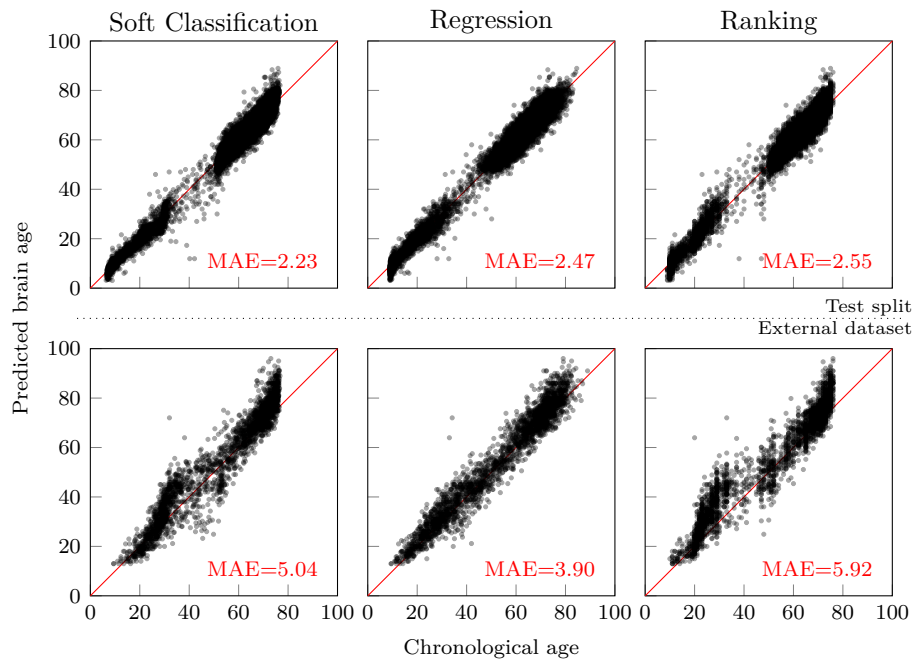 Soft Classification
Regression
Ranking
100
80
60
40
20
0
MAE=2.23
MAE=2.47
MAE=2.55
Predicted brain age
Test split
External dataset
100
80
60
40
20
0
MAE=5.04
MAE=3.90
MAE=5.92
0 20 40 60 80 100
0 20 40 60 80 100
0 20 40 60 80 100
Chronological age